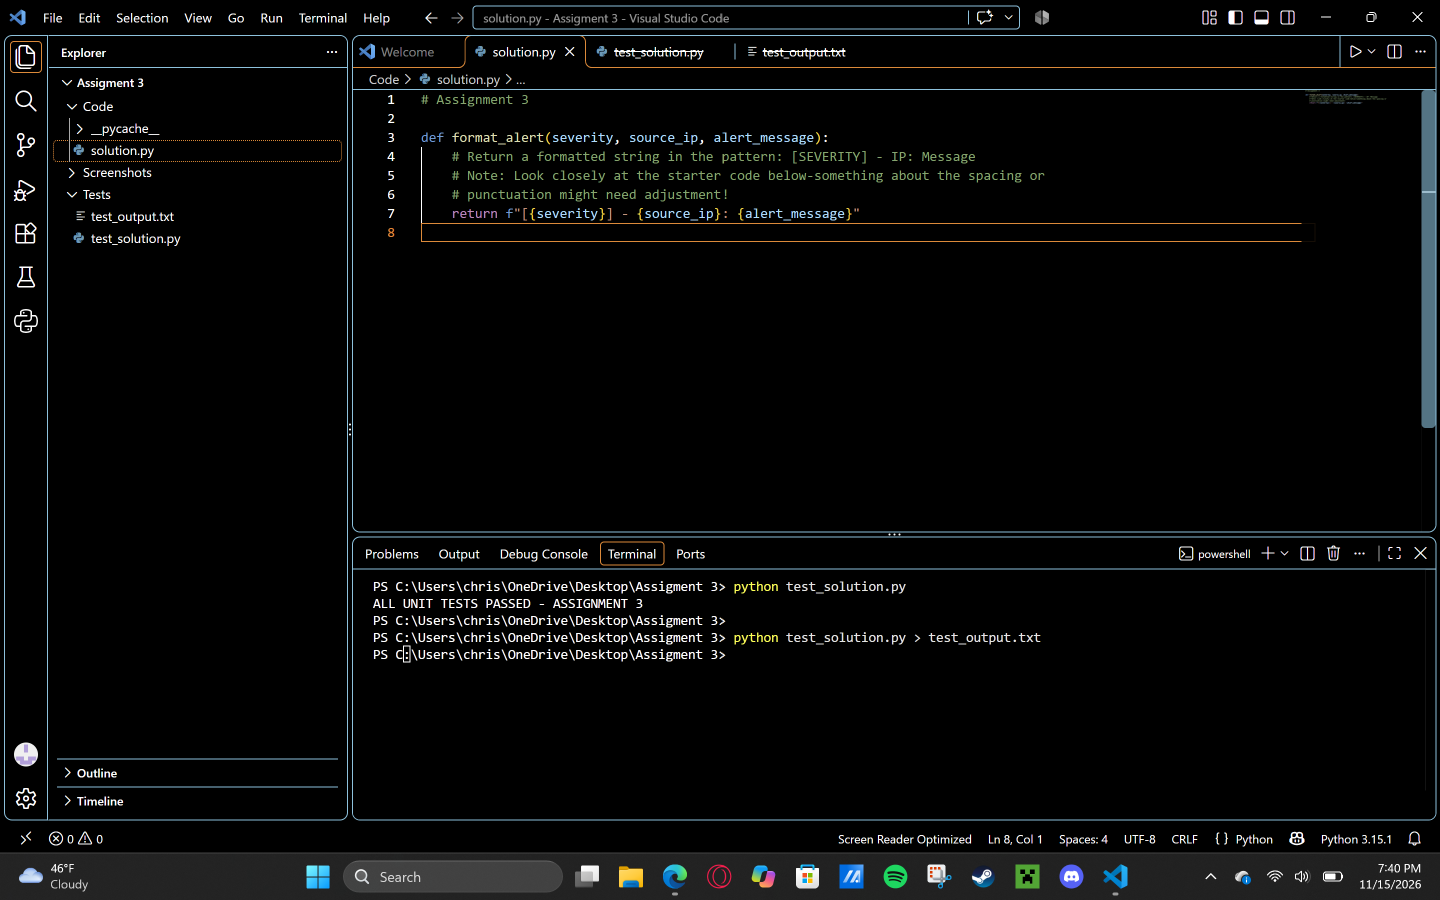 File Edit Selection View Go Run Terminal Help
solution.py - Assigment 3 - Visual Studio Code
Explorer
Assigment 3
Code
__pycache__
solution.py
Screenshots
Tests
test_output.txt
test_solution.py
Outline
Timeline
Welcome solution.py test_solution.py test_output.txt
Code > solution.py > ...
1 # Assignment 3
2
3 def format_alert(severity, source_ip, alert_message):
4 # Return a formatted string in the pattern: [SEVERITY] - IP: Message
5 # Note: Look closely at the starter code below-something about the spacing or
6 # punctuation might need adjustment!
7 return f"[{severity}] - {source_ip}: {alert_message}"
8
Problems Output Debug Console Terminal Ports
powershell
PS C:\Users\chris\OneDrive\Desktop\Assigment 3> python test_solution.py
ALL UNIT TESTS PASSED - ASSIGNMENT 3
PS C:\Users\chris\OneDrive\Desktop\Assigment 3>
PS C:\Users\chris\OneDrive\Desktop\Assigment 3> python test_solution.py > test_output.txt
PS C:\Users\chris\OneDrive\Desktop\Assigment 3>
0 0 Screen Reader Optimized Ln 8, Col 1 Spaces: 4 UTF-8 CRLF { } Python Python 3.15.1
46°F
Cloudy
Search
7:40 PM
11/15/2026